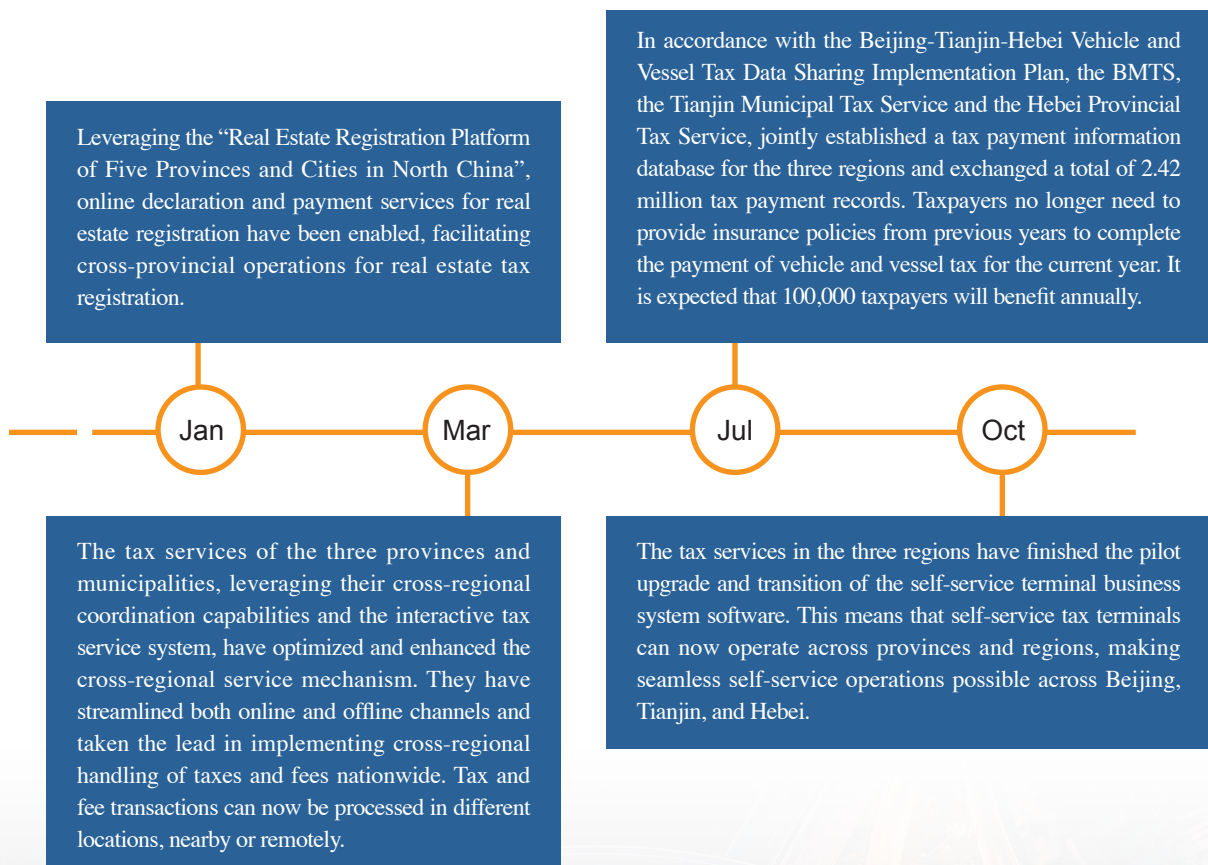 Leveraging the “Real Estate Registration Platform
of Five Provinces and Cities in North China”,
online declaration and payment services for real
estate registration have been enabled, facilitating
cross-provincial operations for real estate tax
registration.
In accordance with the Beijing-Tianjin-Hebei Vehicle and
Vessel Tax Data Sharing Implementation Plan, the BMTS,
the Tianjin Municipal Tax Service and the Hebei Provincial
Tax Service, jointly established a tax payment information
database for the three regions and exchanged a total of 2.42
million tax payment records. Taxpayers no longer need to
provide insurance policies from previous years to complete
the payment of vehicle and vessel tax for the current year. It
is expected that 100,000 taxpayers will benefit annually.
Jan
Mar
Jul
Oct
The tax services of the three provinces and
municipalities, leveraging their cross-regional
coordination capabilities and the interactive tax
service system, have optimized and enhanced the
cross-regional service mechanism. They have
streamlined both online and offline channels and
taken the lead in implementing cross-regional
handling of taxes and fees nationwide. Tax and
fee transactions can now be processed in different
locations, nearby or remotely.
The tax services in the three regions have finished the pilot
upgrade and transition of the self-service terminal business
system software. This means that self-service tax terminals
can now operate across provinces and regions, making
seamless self-service operations possible across Beijing,
Tianjin, and Hebei.